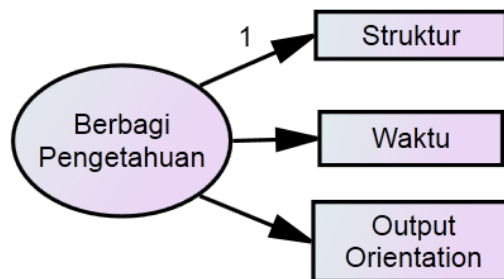 1
Struktur
Berbagi
Pengetahuan
Waktu
Output
Orientation